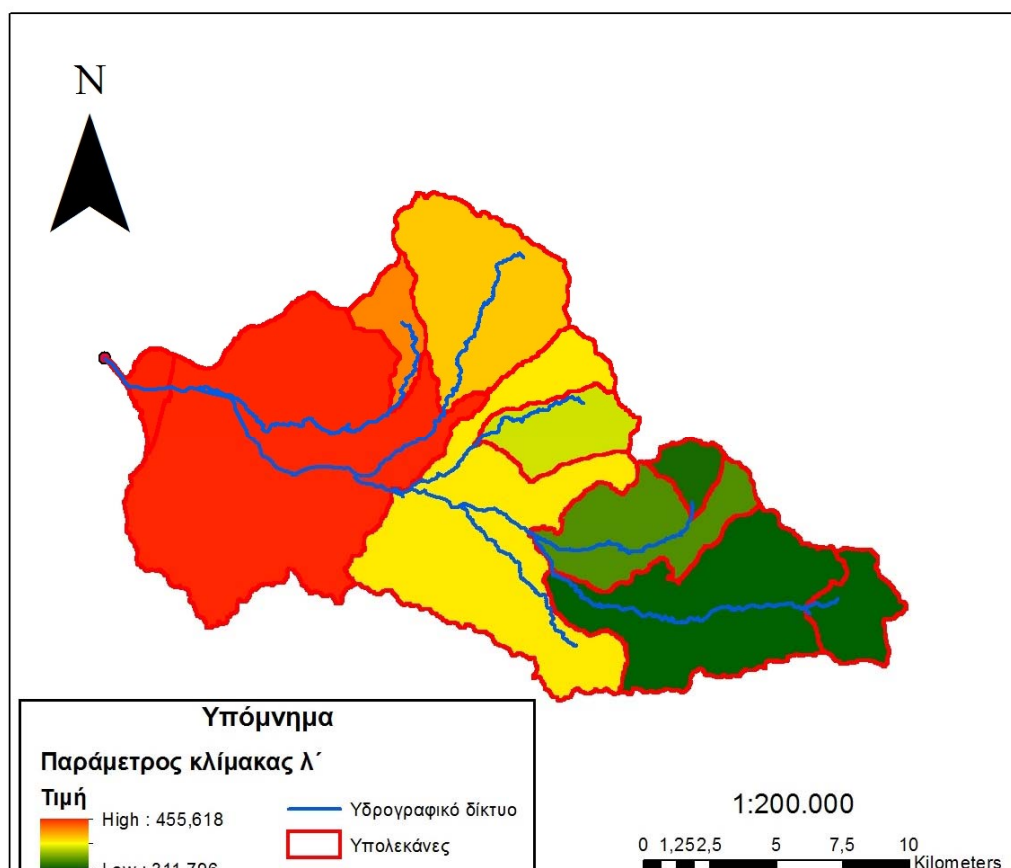 N
Υπόμνημα
Παράμετρος κλίμακας λ΄
Τιμή
High : 455,618
Υδρογραφικό δίκτυο
Υπολεκάνες
1:200.000
0 1,25 2,5 5 7,5 10
Kilometers